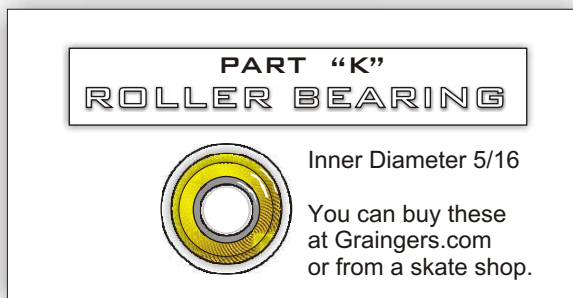 PART “K”
ROLLER BEARING
Inner Diameter 5/16
You can buy these
at Graingers.com
or from a skate shop.